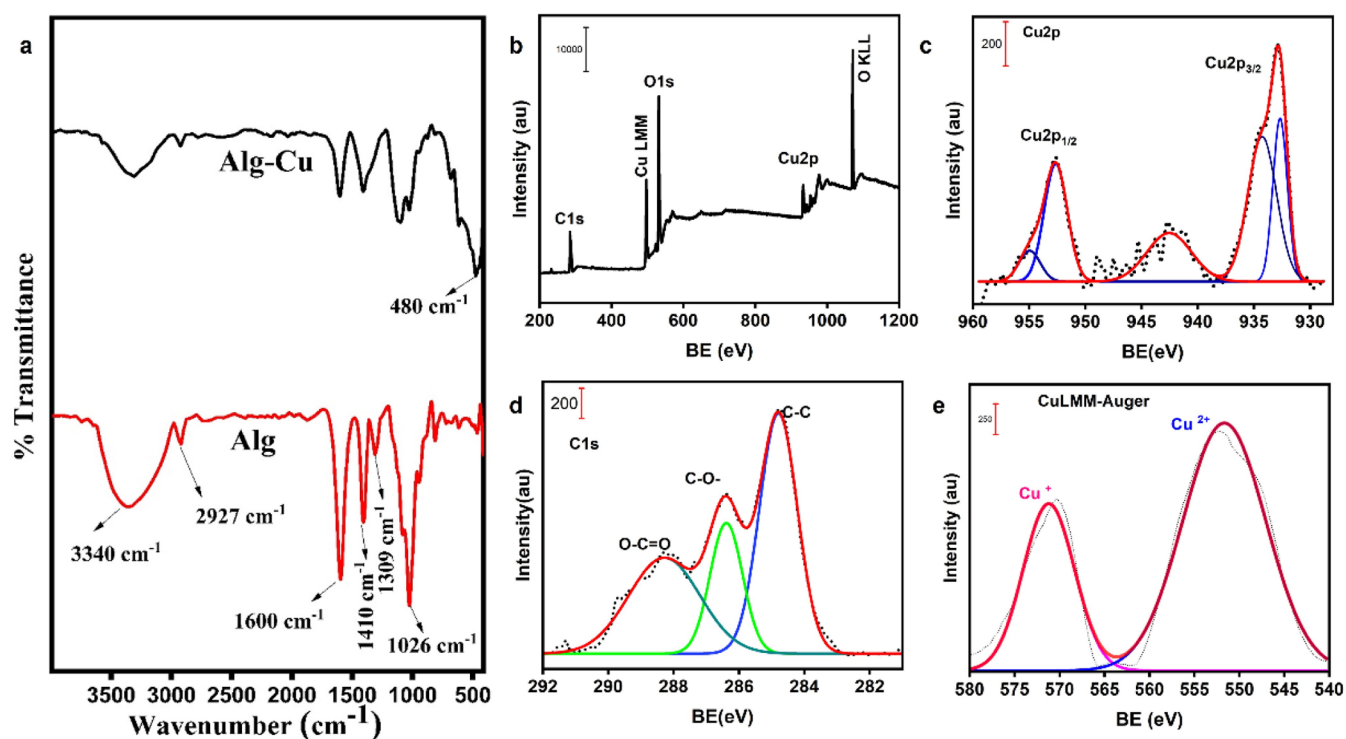 a
Alg-Cu
480 cm-1
Alg
3340 cm-1
2927 cm-1
1600 cm-1
1410 cm-1
1309 cm-1
1026 cm-1
% Transmittance
3500 3000 2500 2000 1500 1000 500
Wavenumber (cm-1)
b
10000
C1s
Cu LMM
O1s
Cu2p
O KLL
Intensity (au)
200 400 600 800 1000 1200
BE (eV)
c
200
Cu2p
Cu2p1/2
Cu2p3/2
Intensity (au)
960 955 950 945 940 935 930
BE(eV)
d
200
C1s
O-C=O
C-O-
C-C
Intensity(au)
292 290 288 286 284 282
BE(eV)
e
250
CuLMM-Auger
Cu +
Cu 2+
Intensity (au)
580 575 570 565 560 555 550 545 540
BE (eV)